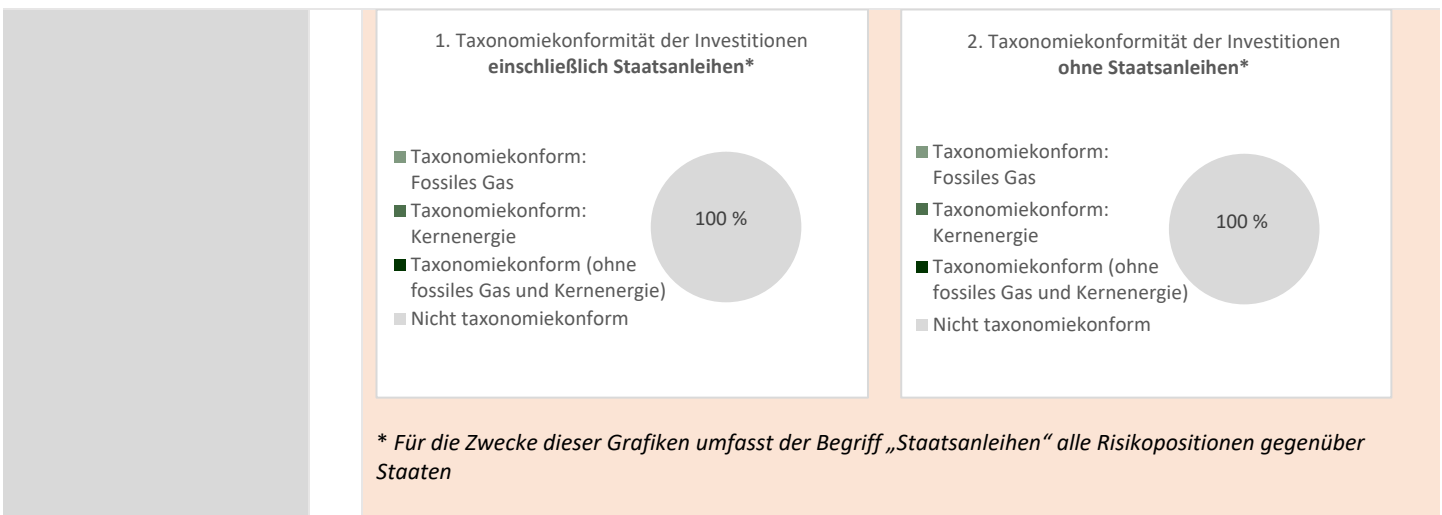 1. Taxonomiekonformität der Investitionen
einschließlich Staatsanleihen*
Taxonomiekonform:
Fossiles Gas
Taxonomiekonform:
Kernenergie
Taxonomiekonform (ohne
fossiles Gas und Kernenergie)
Nicht taxonomiekonform
100 %
2. Taxonomiekonformität der Investitionen
ohne Staatsanleihen*
Taxonomiekonform:
Fossiles Gas
Taxonomiekonform:
Kernenergie
Taxonomiekonform (ohne
fossiles Gas und Kernenergie)
Nicht taxonomiekonform
100 %
* Für die Zwecke dieser Grafiken umfasst der Begriff „Staatsanleihen“ alle Risikopositionen gegenüber
Staaten